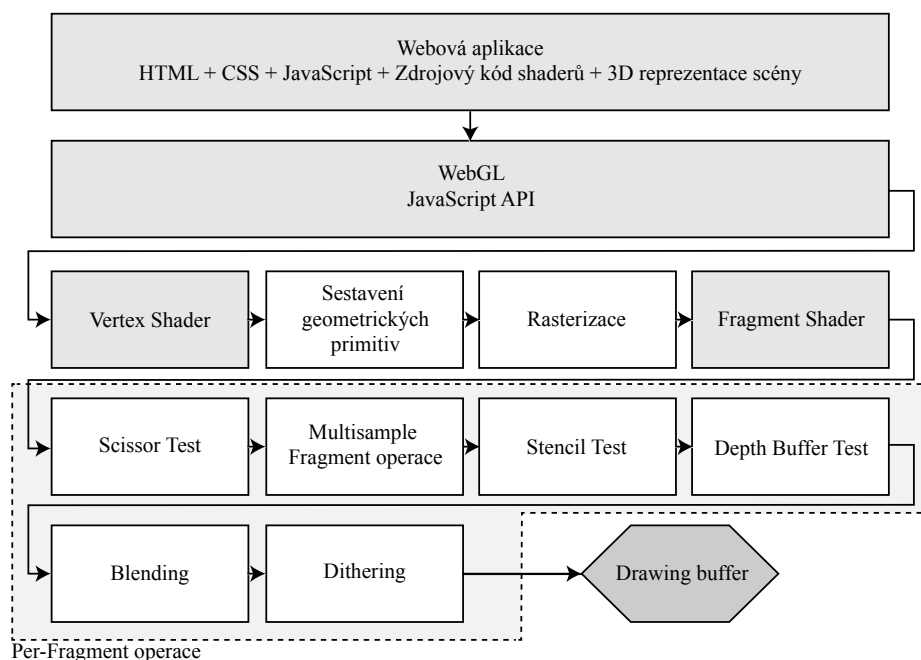 Webová aplikace
HTML + CSS + JavaScript + Zdrojový kód shaderů + 3D reprezentace scény
WebGL
JavaScript API
Vertex Shader
Sestavení
geometrických
primitiv
Rasterizace
Fragment Shader
Scissor Test
Multisample
Fragment operace
Stencil Test
Depth Buffer Test
Blending
Dithering
Drawing buffer
Per-Fragment operace